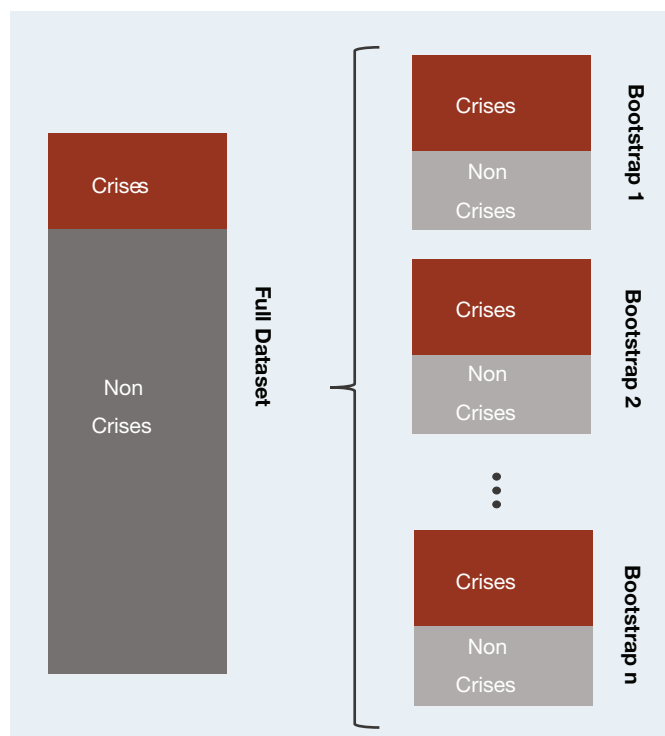 Crises
Non
Crises
Full Dataset
Crises
Non
Crises
Bootstrap 1
Crises
Non
Crises
Bootstrap 2
Crises
Non
Crises
Bootstrap n